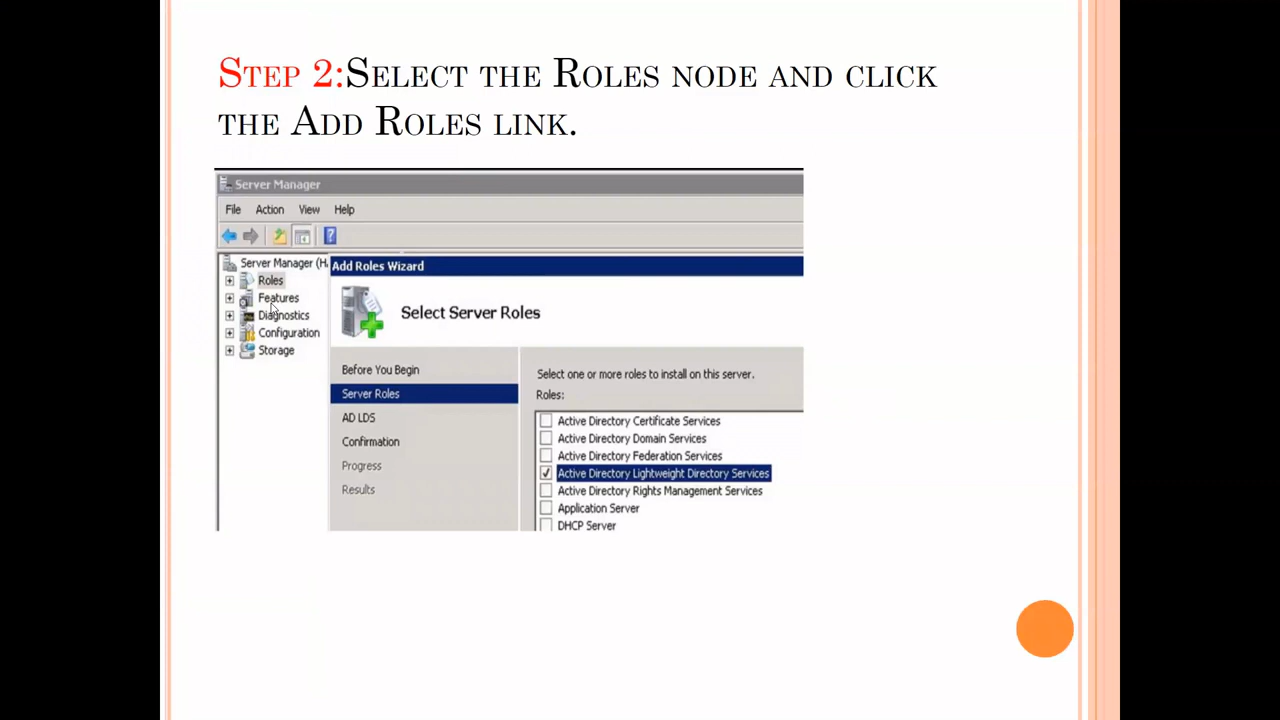 Step 2:Select the Roles node and click
the Add Roles link.
Server Manager
File Action View Help
Server Manager (H
Roles
Features
Diagnostics
Configuration
Storage
Add Roles Wizard
Select Server Roles
Before You Begin
Server Roles
AD LDS
Confirmation
Progress
Results
Select one or more roles to install on this server.
Roles:
Active Directory Certificate Services
Active Directory Domain Services
Active Directory Federation Services
Active Directory Lightweight Directory Services
Active Directory Rights Management Services
Application Server
DHCP Server